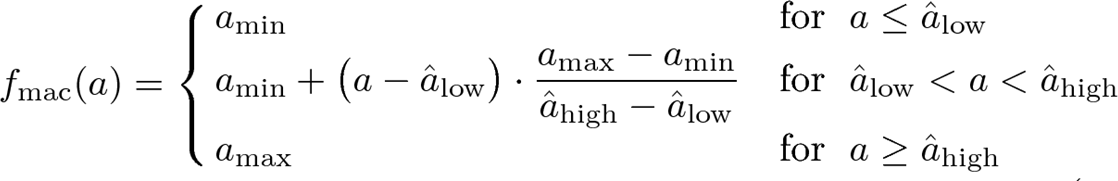 f_mac(a) = { a_min for a ≤ â_low
a_min + (a − â_low) · (a_max − a_min) / (â_high − â_low) for â_low < a < â_high
a_max for a ≥ â_high